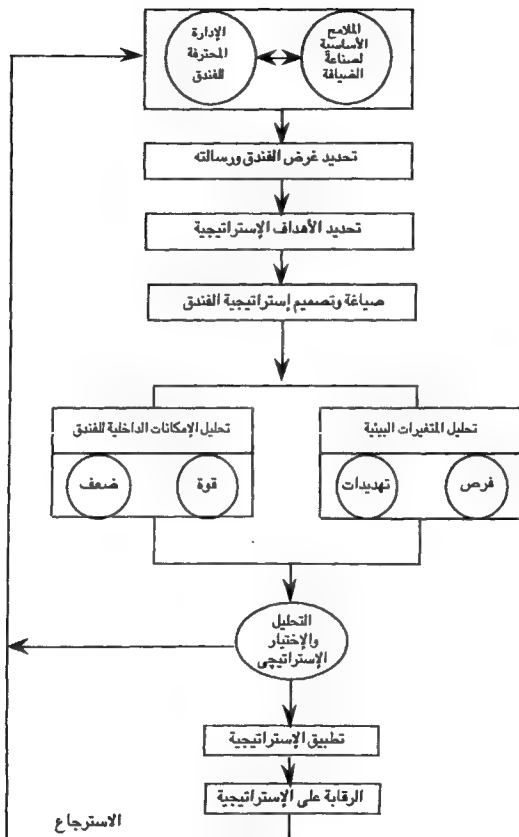 الملامح
الأساسية
لصناعة
الضيافة
الإدارة
المحترفة
للفندق
تحديد غرض الفندق ورسالته
تحديد الأهداف الإستراتيجية
صياغة وتصميم إستراتيجية الفندق
تحليل المتغيرات البيئية
فرص
تهديدات
تحليل الإمكانات الداخلية للفندق
قوة
ضعف
التحليل
والإختيار
الإستراتيجى
تطبيق الإستراتيجية
الرقابة على الإستراتيجية
الاسترجاع